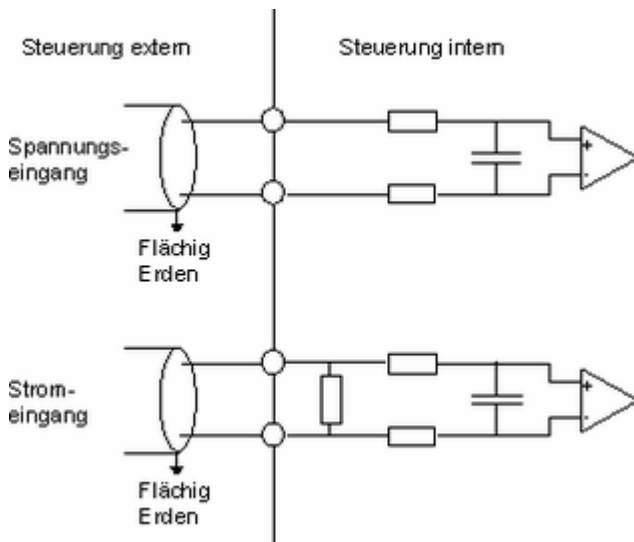 Steuerung extern
Steuerung intern
Spannungs-
eingang
+
-
Flächig
Erden
Strom-
eingang
+
-
Flächig
Erden